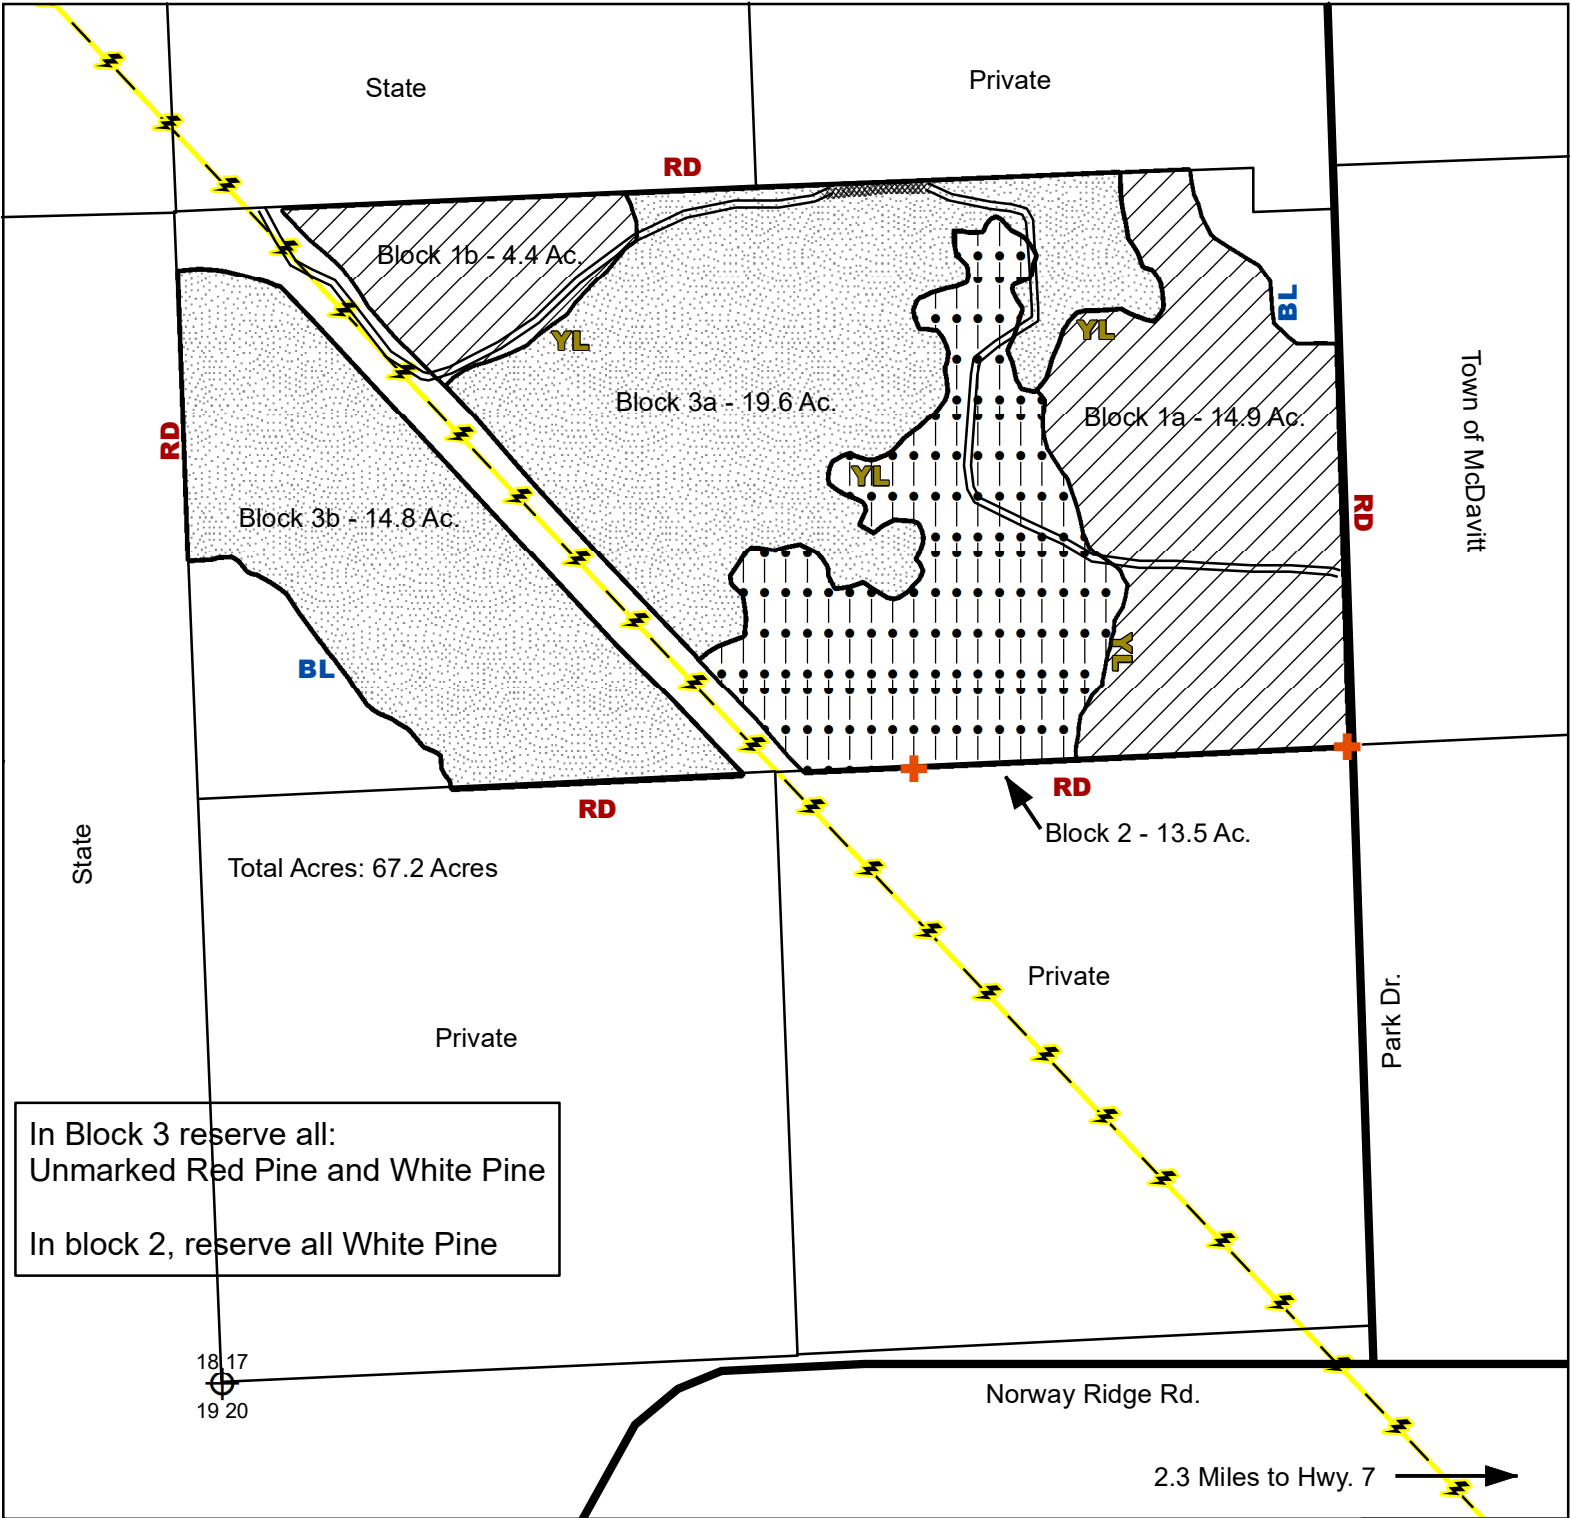 State
Private
RD
Block 1b - 4.4 Ac.
BL
YL
YL
Block 3a - 19.6 Ac.
Block 1a - 14.9 Ac.
Town of McDavitt
RD
YL
Block 3b - 14.8 Ac.
RD
YL
BL
RD
RD
Block 2 - 13.5 Ac.
State
Total Acres: 67.2 Acres
Private
Park Dr.
Private
In Block 3 reserve all:
Unmarked Red Pine and White Pine
In block 2, reserve all White Pine
18 17
19 20
Norway Ridge Rd.
2.3 Miles to Hwy. 7